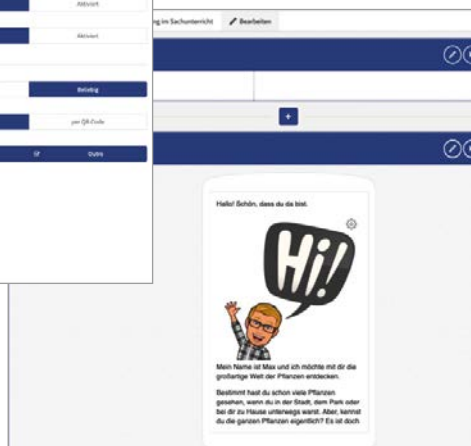 Aktiviert
Aktiviert
Beliebig
per QR-Code
Outro
ng im Sachunterricht Bearbeiten
+
Hallo! Schön, dass du da bist.
Hi!
Mein Name ist Max und ich möchte mit dir die
großartige Welt der Pflanzen entdecken.
Bestimmt hast du schon viele Pflanzen
gesehen, wann du in der Stadt, dem Park oder
bei dir zu Hause unterwegs warst. Aber, kennst
du die ganzen Pflanzen eigentlich? Es ist doch